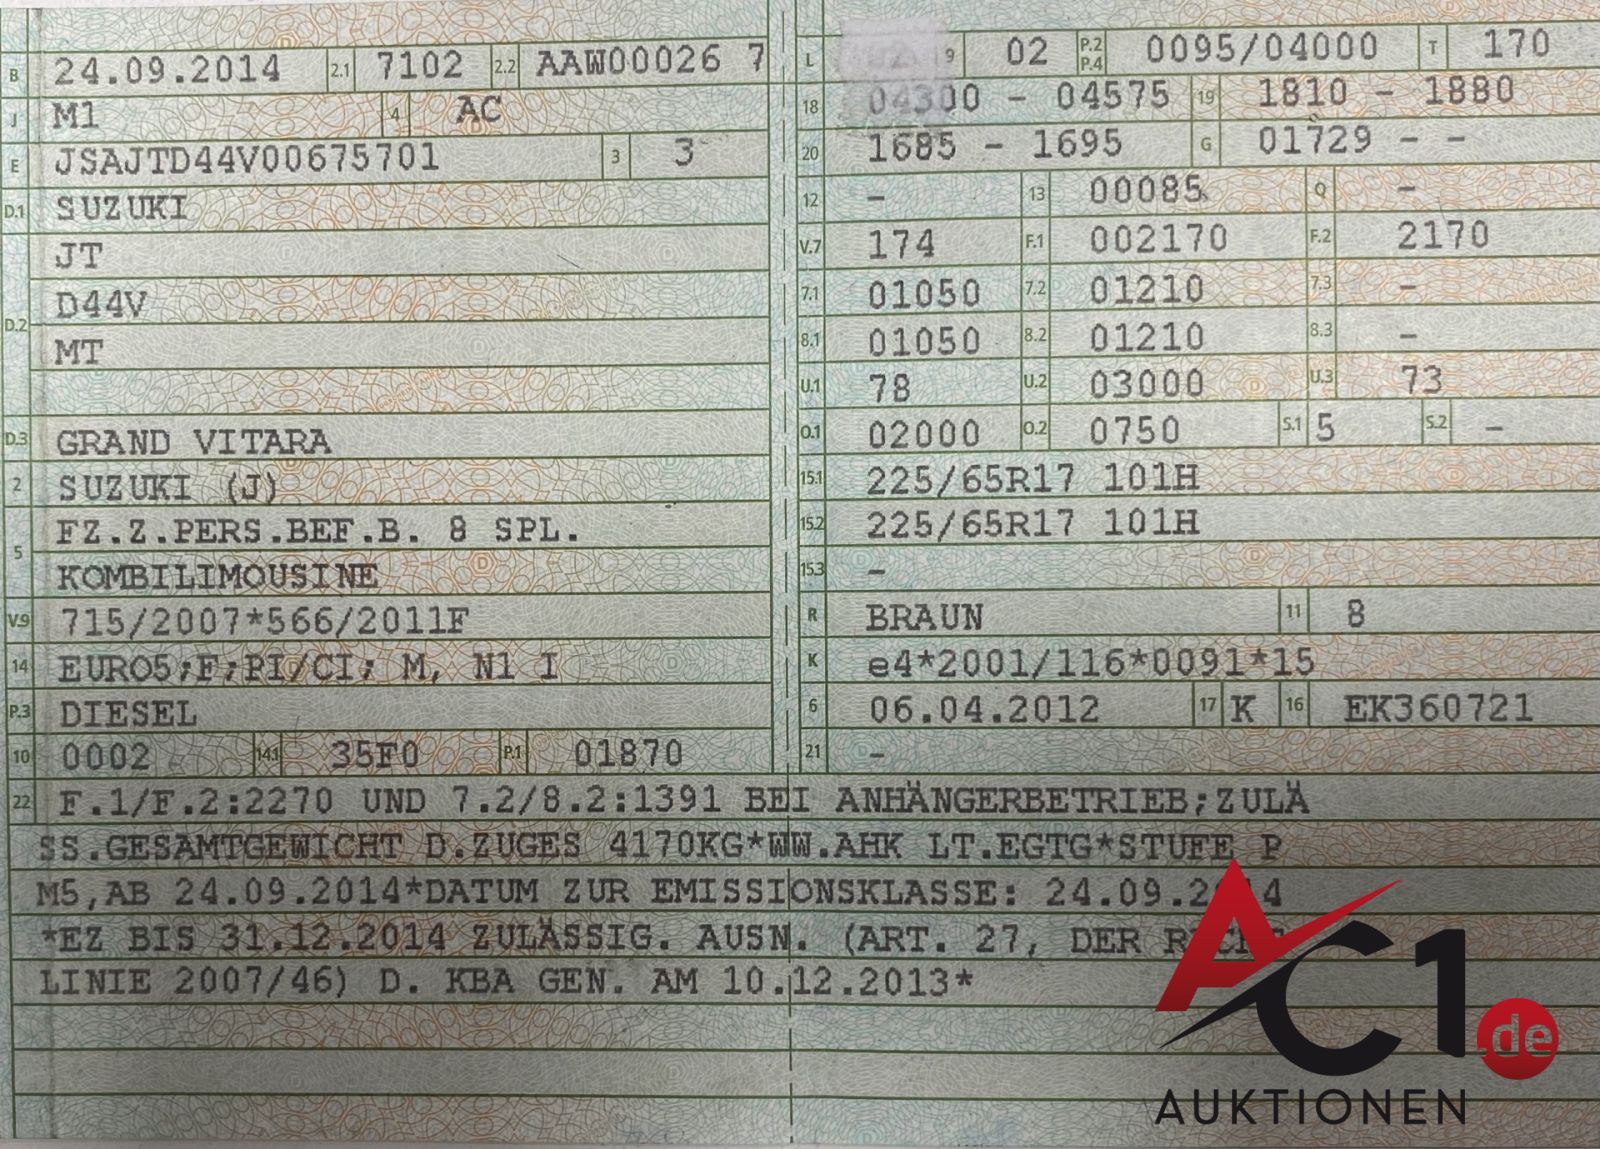 B 24.09.2014 2.1 7102 2.2 AAW00026 7
J M1 4 AC
E JSAJTD44V00675701 3 3
D.1 SUZUKI
JT
D.2 D44V
MT
D.3 GRAND VITARA
2 SUZUKI (J)
5 FZ.Z.PERS.BEF.B. 8 SPL.
KOMBILIMOUSINE
V.9 715/2007*566/2011F
14 EURO5;F;PI/CI; M, N1 I
P.3 DIESEL
10 0002 14.1 35F0 P.1 01870
L 9 02 P.2 P.4 0095/04000 T 170
18 04300 - 04575 19 1810 - 1880
20 1685 - 1695 G 01729 - -
12 - 13 00085 Q -
V.7 174 F.1 002170 F.2 2170
7.1 01050 7.2 01210 7.3 -
8.1 01050 8.2 01210 8.3 -
U.1 78 U.2 03000 U.3 73
O.1 02000 O.2 0750 S.1 5 S.2 -
15.1 225/65R17 101H
15.2 225/65R17 101H
15.3 -
R BRAUN 11 8
K e4*2001/116*0091*15
6 06.04.2012 17 K 16 EK360721
21 -
22 F.1/F.2:2270 UND 7.2/8.2:1391 BEI ANHÄNGERBETRIEB;ZULÄ
SS.GESAMTGEWICHT D.ZUGES 4170KG*WW.AHK LT.EGTG*STUFE P
M5,AB 24.09.2014*DATUM ZUR EMISSIONSKLASSE: 24.09.2014
*EZ BIS 31.12.2014 ZULÄSSIG. AUSN. (ART. 27, DER RICHT
LINIE 2007/46) D. KBA GEN. AM 10.12.2013*
AC1.de
AUKTIONEN